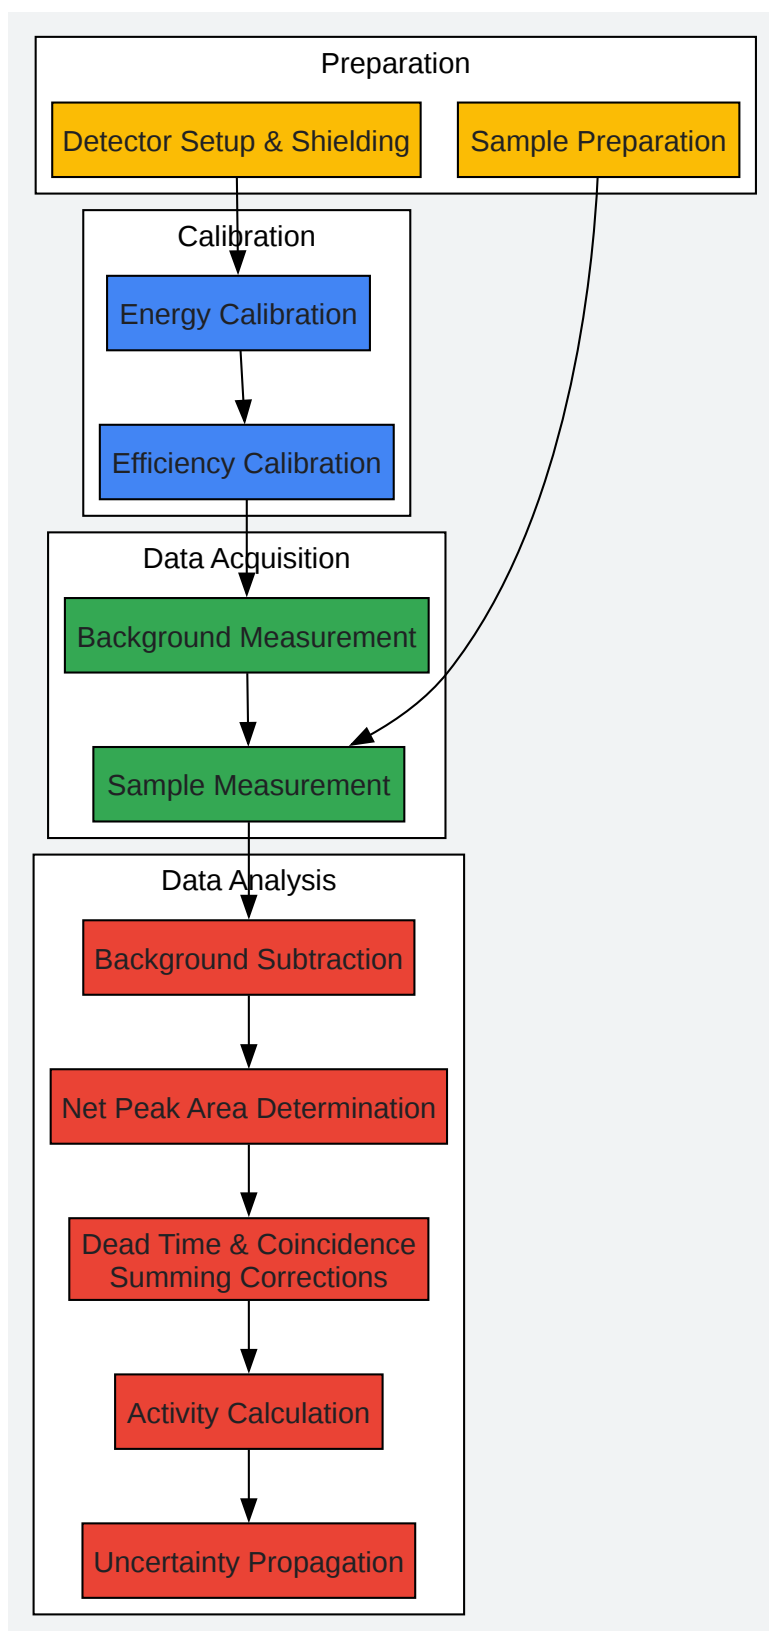 Preparation
Detector Setup & Shielding
Sample Preparation
Calibration
Energy Calibration
Efficiency Calibration
Data Acquisition
Background Measurement
Sample Measurement
Data Analysis
Background Subtraction
Net Peak Area Determination
Dead Time & Coincidence
Summing Corrections
Activity Calculation
Uncertainty Propagation